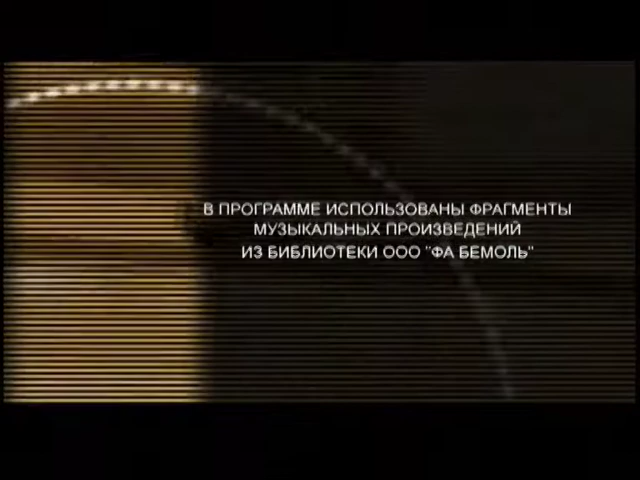 В ПРОГРАММЕ ИСПОЛЬЗОВАНЫ ФРАГМЕНТЫ
МУЗЫКАЛЬНЫХ ПРОИЗВЕДЕНИЙ
ИЗ БИБЛИОТЕКИ ООО "ФА БЕМОЛЬ"